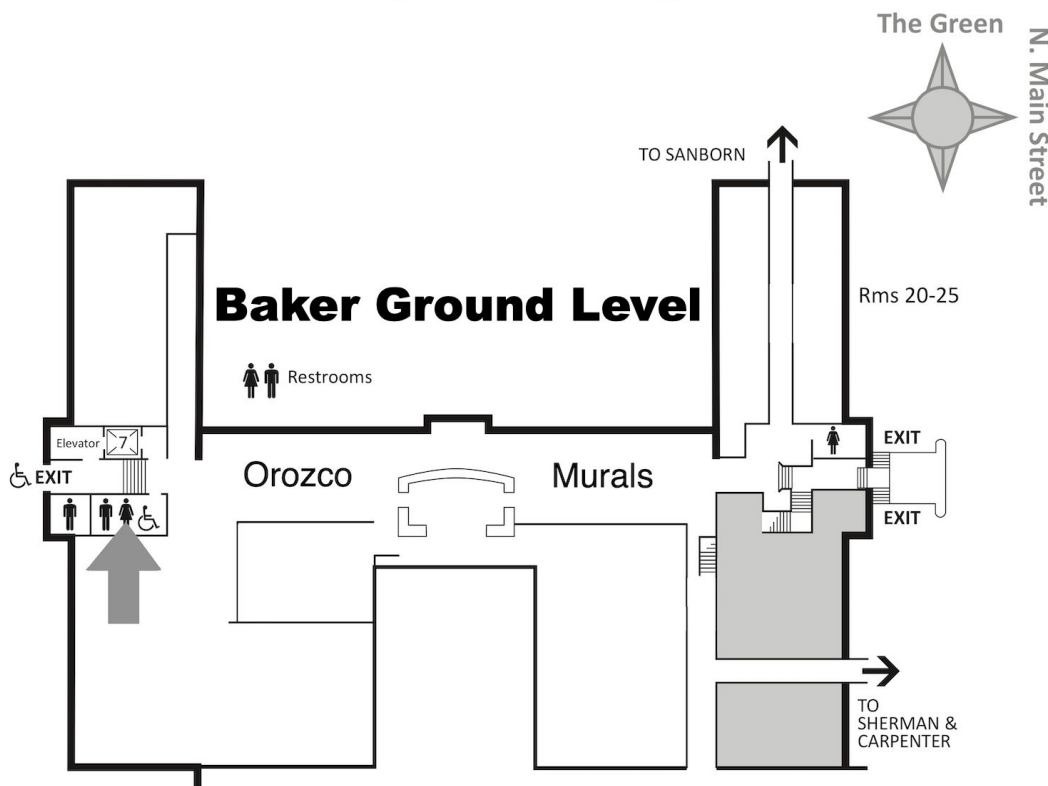 The Green
N. Main Street
TO SANBORN
Baker Ground Level
Rms 20-25
Restrooms
Elevator
7
EXIT
EXIT
Orozco
Murals
EXIT
TO
SHERMAN &
CARPENTER